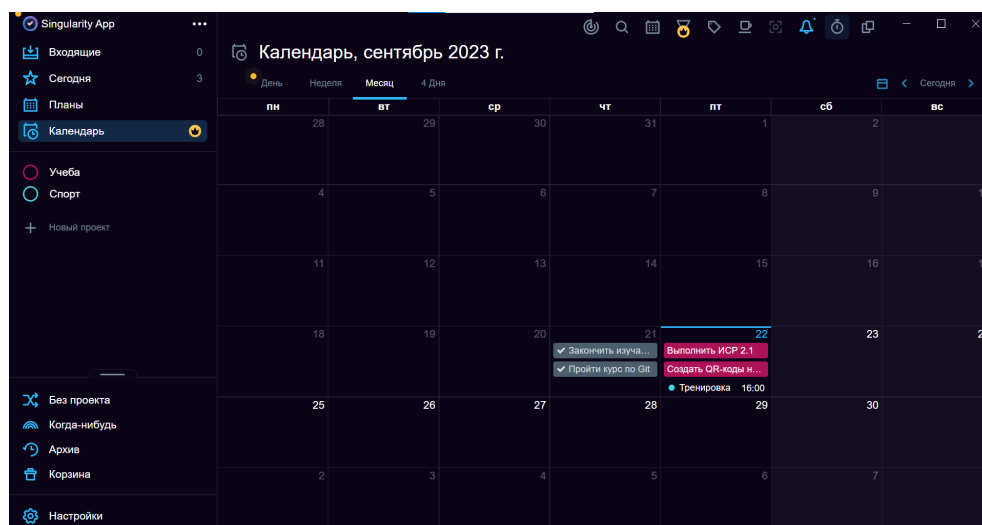 Singularity App
Входящие 0
Сегодня 3
Планы
Календарь
Учеба
Спорт
Новый проект
Без проекта
Когда-нибудь
Архив
Корзина
Настройки
Календарь, сентябрь 2023 г.
День Неделя Месяц 4 Дня Сегодня
пн вт ср чт пт сб вс
28 29 30 31 1 2
4 5 6 7 8 9
11 12 13 14 15 16
18 19 20 21 22 23
Закончить изуча... Выполнить ИСР 2.1
Пройти курс по Git Создать QR-коды н...
Тренировка 16:00
25 26 27 28 29 30
2 3 4 5 6 7